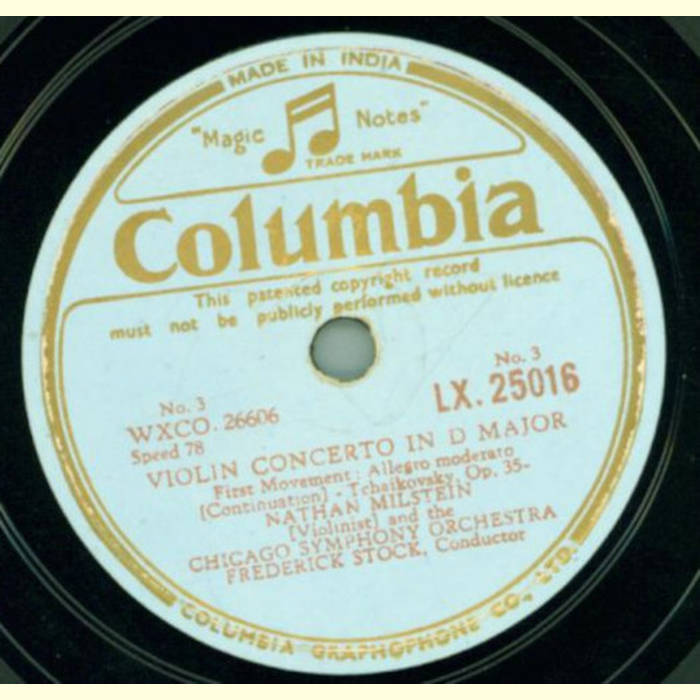 MADE IN INDIA
"Magic Notes"
TRADE MARK
Columbia
This patented copyright record
must not be publicly performed without licence
No. 3
LX. 25016
No. 3
WXCO. 26606
Speed 78
VIOLIN CONCERTO IN D MAJOR
First Movement: Allegro moderato
(Continuation) - Tchaikovsky, Op. 35-
NATHAN MILSTEIN
[Violinist] and the
CHICAGO SYMPHONY ORCHESTRA
FREDERICK STOCK, Conductor
COLUMBIA GRAPHOPHONE CO., LTD.